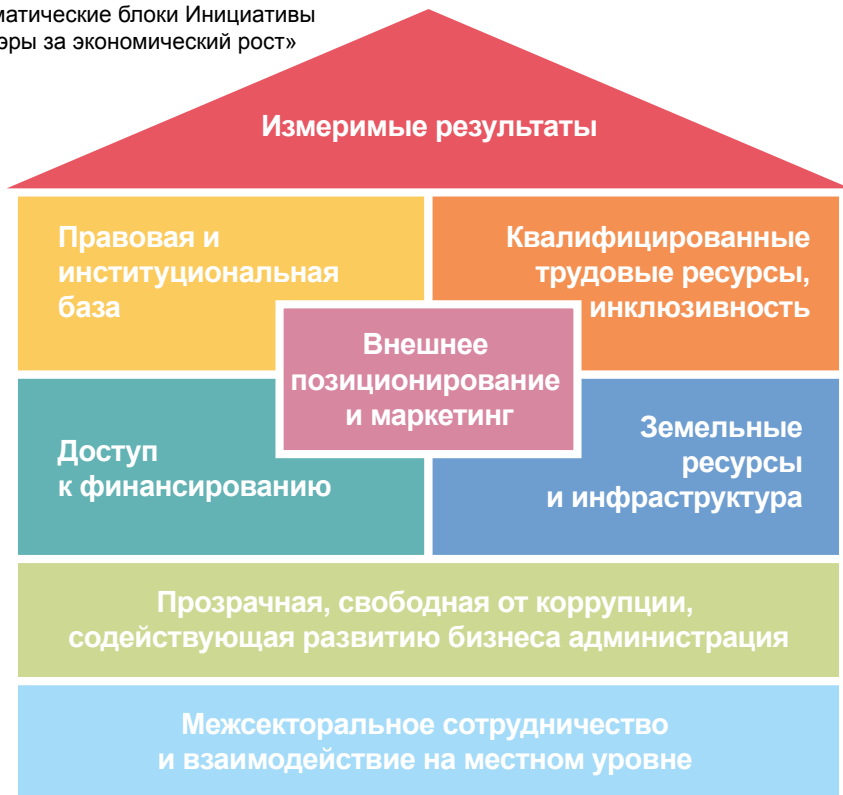 матические блоки Инициативы
эры за экономический рост»
Измеримые результаты
Правовая и
институциональная
база
Квалифицированные
трудовые ресурсы,
инклюзивность
Внешнее
позиционирование
и маркетинг
Доступ
к финансированию
Земельные
ресурсы
и инфраструктура
Прозрачная, свободная от коррупции,
содействующая развитию бизнеса администрация
Межсекторальное сотрудничество
и взаимодействие на местном уровне